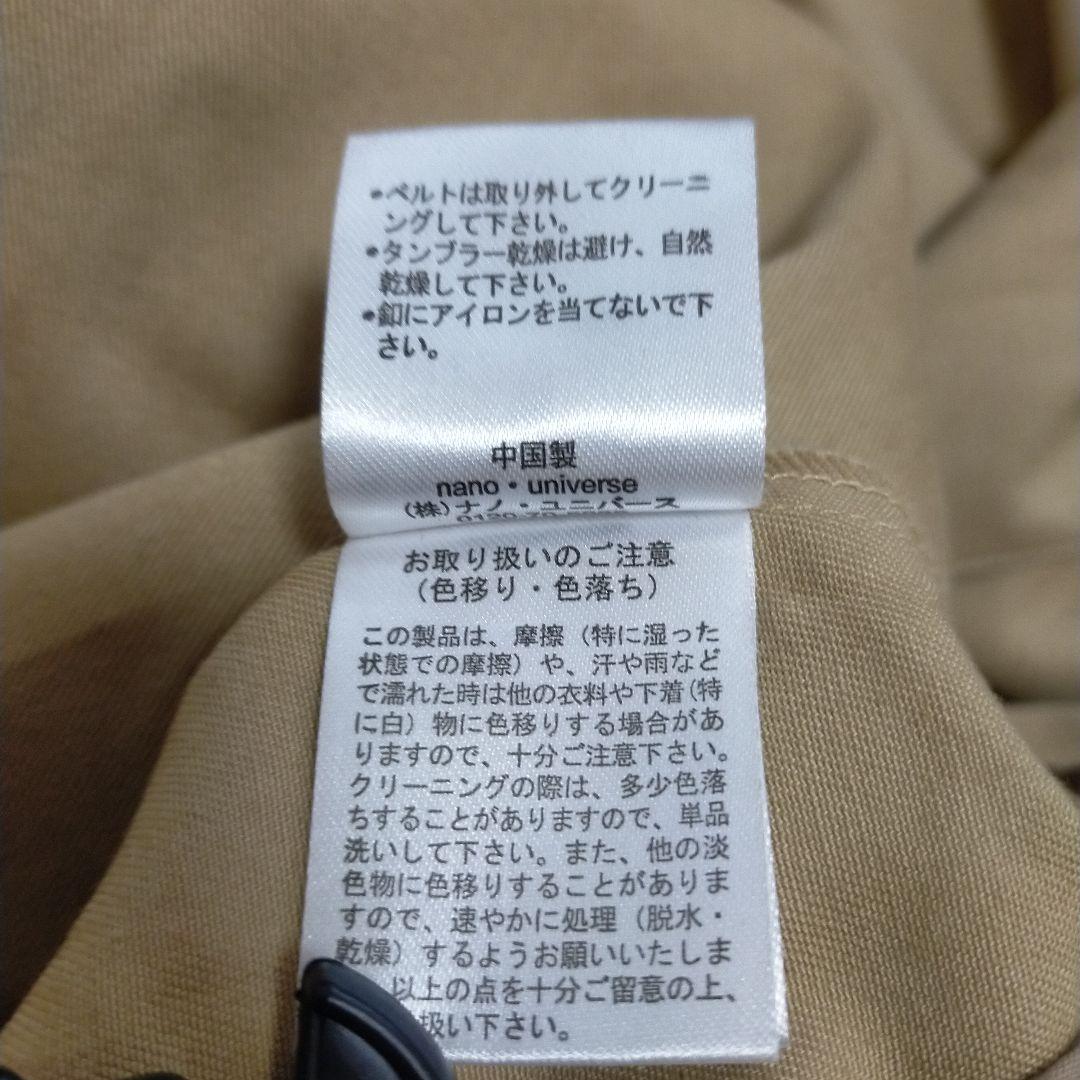 •ベルトは取り外してクリーニ
ングして下さい。
•タンブラー乾燥は避け、自然
乾燥して下さい。
•釦にアイロンを当てないで下
さい。
中国製
nano・universe
(株)ナノ・ユニバース
お取り扱いのご注意
(色移り・色落ち)
この製品は、摩擦(特に湿った
状態での摩擦)や、汗や雨など
で濡れた時は他の衣料や下着(特
に白)物に色移りする場合があ
りますので、十分ご注意下さい。
クリーニングの際は、多少色落
ちすることがありますので、単品
洗いして下さい。また、他の淡
色物に色移りすることがありま
すので、速やかに処理(脱水・
乾燥)するようお願いいたしま
以上の点を十分ご留意の上、
扱い下さい。